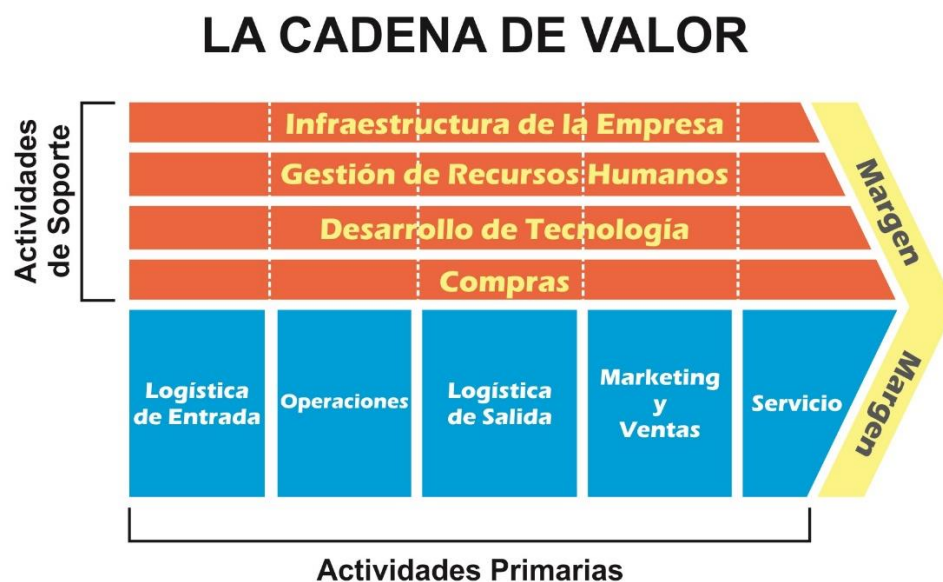 LA CADENA DE VALOR
Actividades
de Soporte
Infraestructura de la Empresa
Gestión de Recursos Humanos
Desarrollo de Tecnología
Compras
Margen
Logística
de Entrada
Operaciones
Logística
de Salida
Marketing
y
Ventas
Servicio
Margen
Actividades Primarias